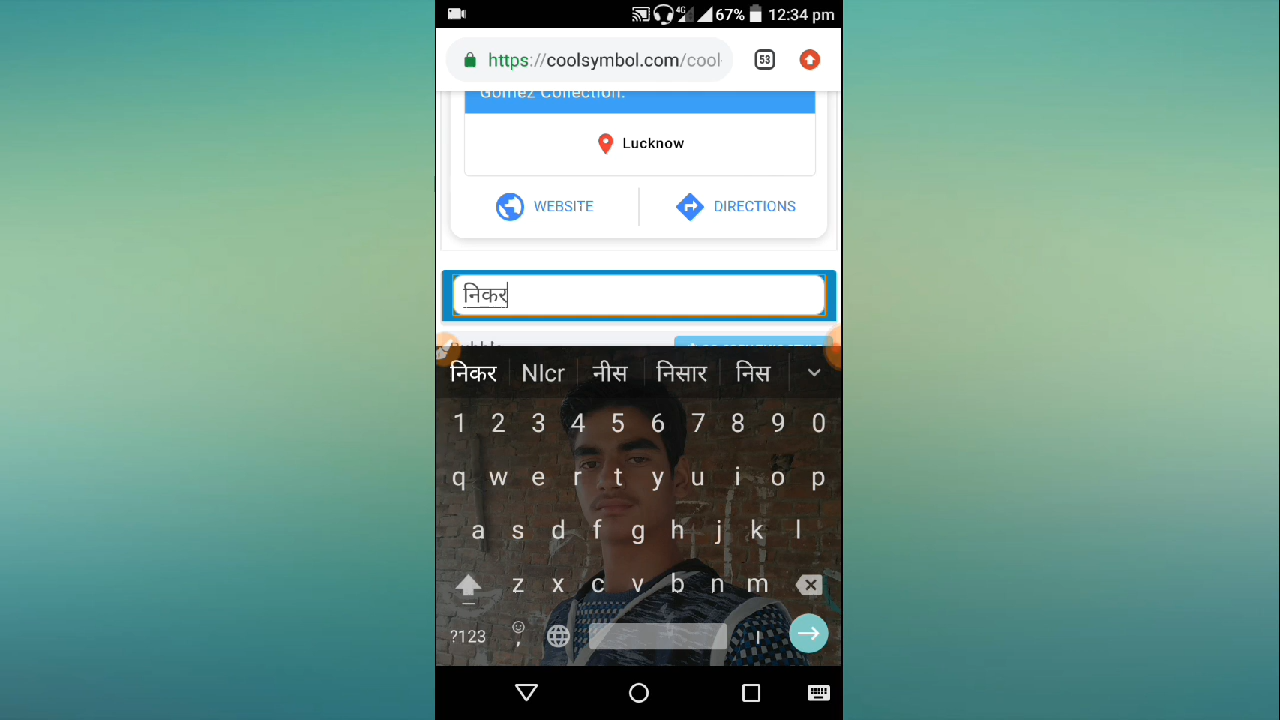 67% 12:34 pm
https://coolsymbol.com/cool 53
Gomez Collection.
Lucknow
WEBSITE DIRECTIONS
निकर
निकर NIcr नीस निसार निस
1 2 3 4 5 6 7 8 9 0
q w e r t y u i o p
a s d f g h j k l
z x c v b n m
?123 , ।